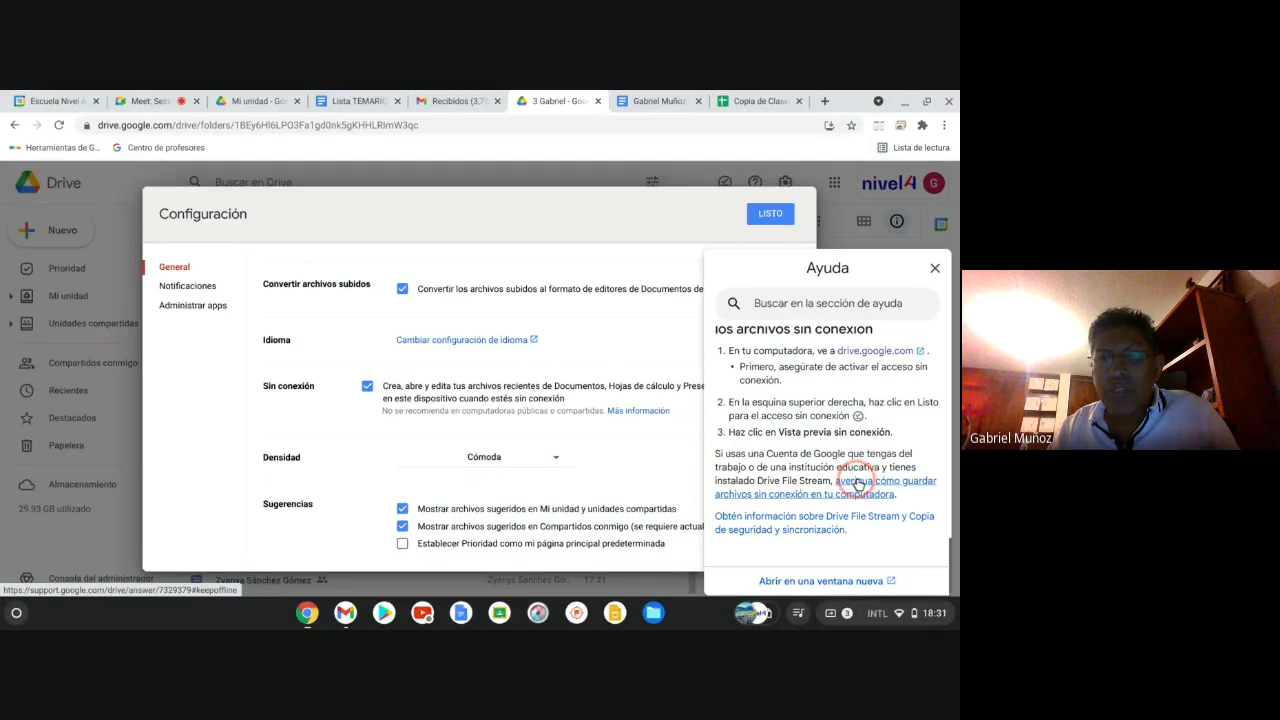 Escuela Nivel A
Meet: Ses
Mi unidad - Go
Lista TEMARI
Recibidos (3,75
3 Gabriel - Goo
Gabriel Muñoz
Copia de Clase
drive.google.com/drive/folders/1BEy6HI6LPO3Fa1gd0nk5gKHHLRlmW3qc
Herramientas de G...
Centro de profesores
Lista de lectura
Drive
Buscar en Drive
nivel4
G
Nuevo
Prioridad
Mi unidad
Unidades compartidas
Compartidos conmigo
Recientes
Destacados
Papelera
Almacenamiento
29.93 GB usado
Consola del administrador
Configuración
LISTO
General
Notificaciones
Administrar apps
Convertir archivos subidos
Convertir los archivos subidos al formato de editores de Documentos de
Idioma
Cambiar configuración de idioma
Sin conexión
Crea, abre y edita tus archivos recientes de Documentos, Hojas de cálculo y Prese
en este dispositivo cuando estés sin conexión
No se recomienda en computadoras públicas o compartidas. Más información
Densidad
Cómoda
Sugerencias
Mostrar archivos sugeridos en Mi unidad y unidades compartidas
Mostrar archivos sugeridos en Compartidos conmigo (se requiere actual
Establecer Prioridad como mi página principal predeterminada
Zyenya Sánchez Gómez
Zyenya Sánchez Gó...
17:31
Ayuda
Buscar en la sección de ayuda
los archivos sin conexión
1. En tu computadora, ve a drive.google.com .
• Primero, asegúrate de activar el acceso sin
conexión.
2. En la esquina superior derecha, haz clic en Listo
para el acceso sin conexión .
3. Haz clic en Vista previa sin conexión.
Si usas una Cuenta de Google que tengas del
trabajo o de una institución educativa y tienes
instalado Drive File Stream, averigua cómo guardar
archivos sin conexión en tu computadora.
Obtén información sobre Drive File Stream y Copia
de seguridad y sincronización.
Abrir en una ventana nueva
https://support.google.com/drive/answer/7329379#keepoffline
3
INTL
18:31
Gabriel Muñoz